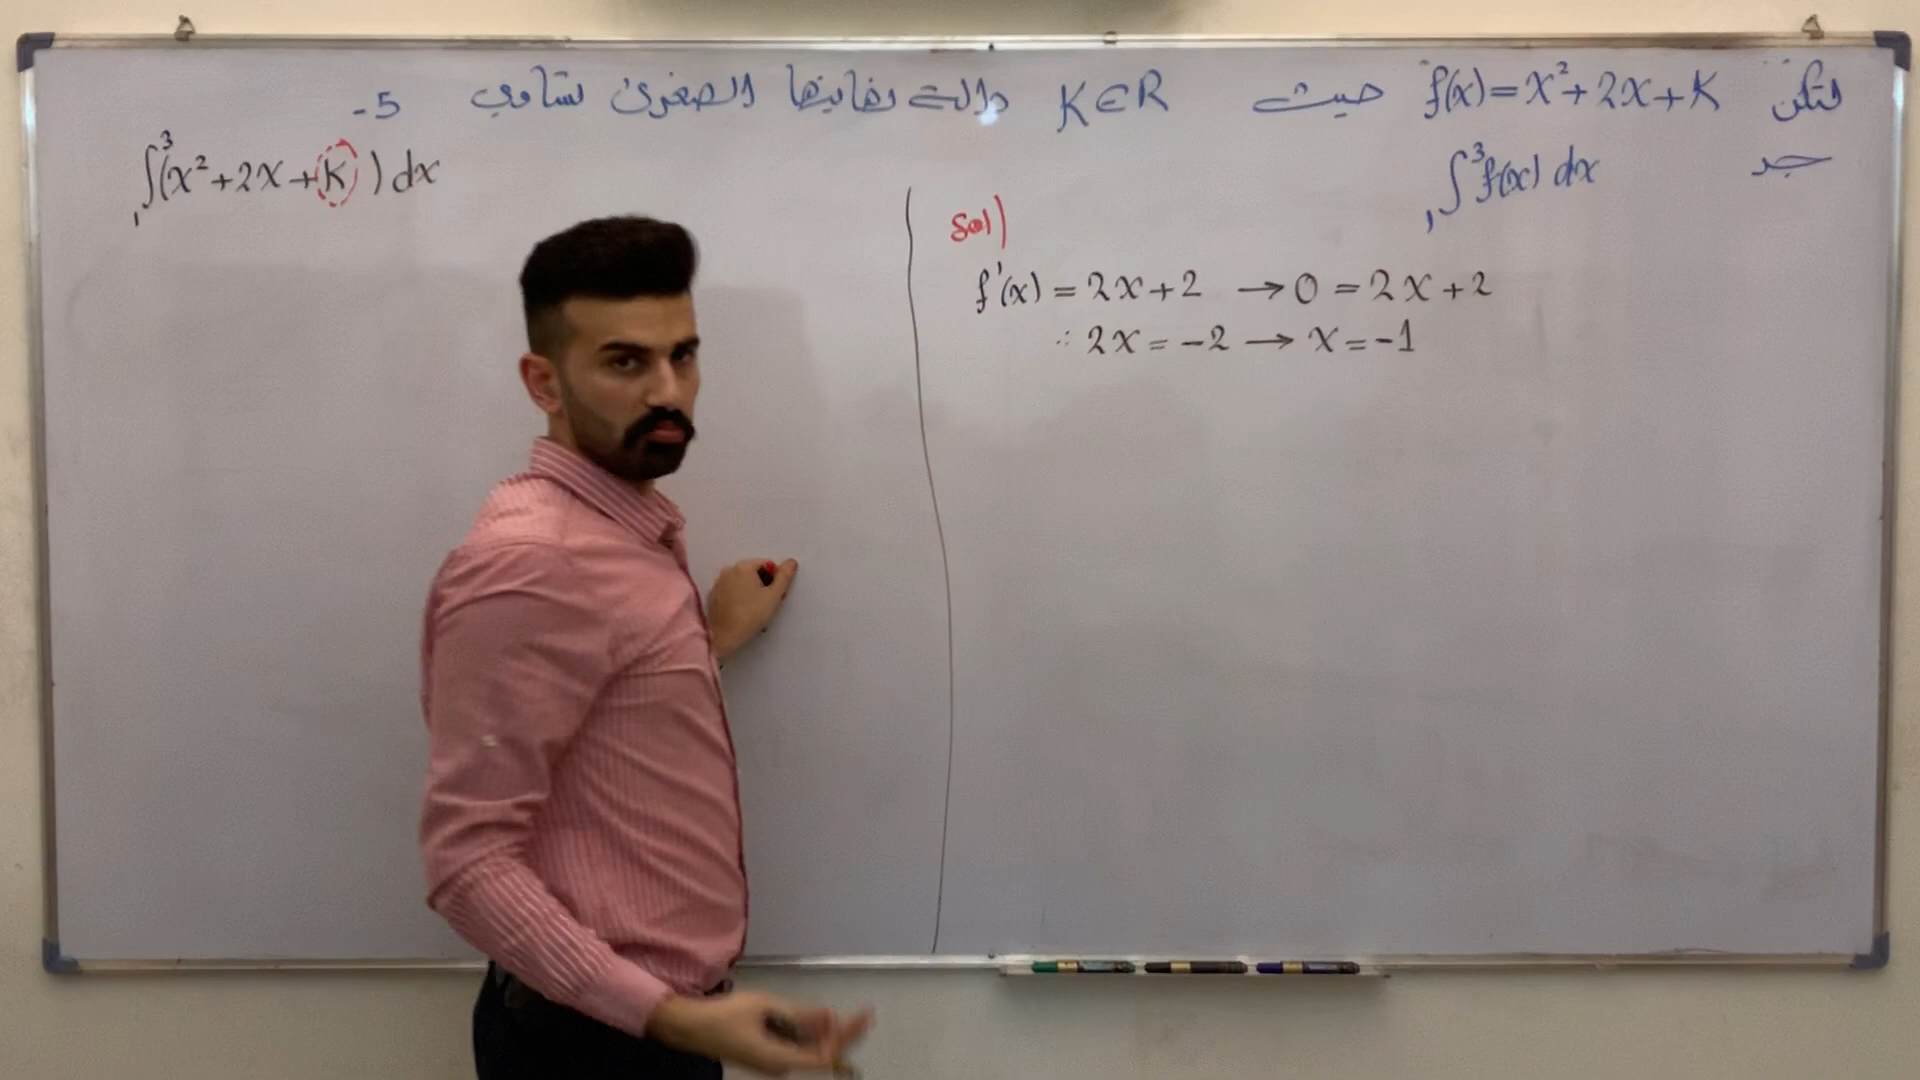 لتكن f(x)=x²+2x+K حيث K∈R دالة نهايتها الصغرى تساوي -5
جد ∫₁³ f(x) dx
∫₁³(x²+2x+K) dx
Sol)
f'(x) = 2x+2 → 0 = 2x+2
∴ 2x = -2 → x = -1